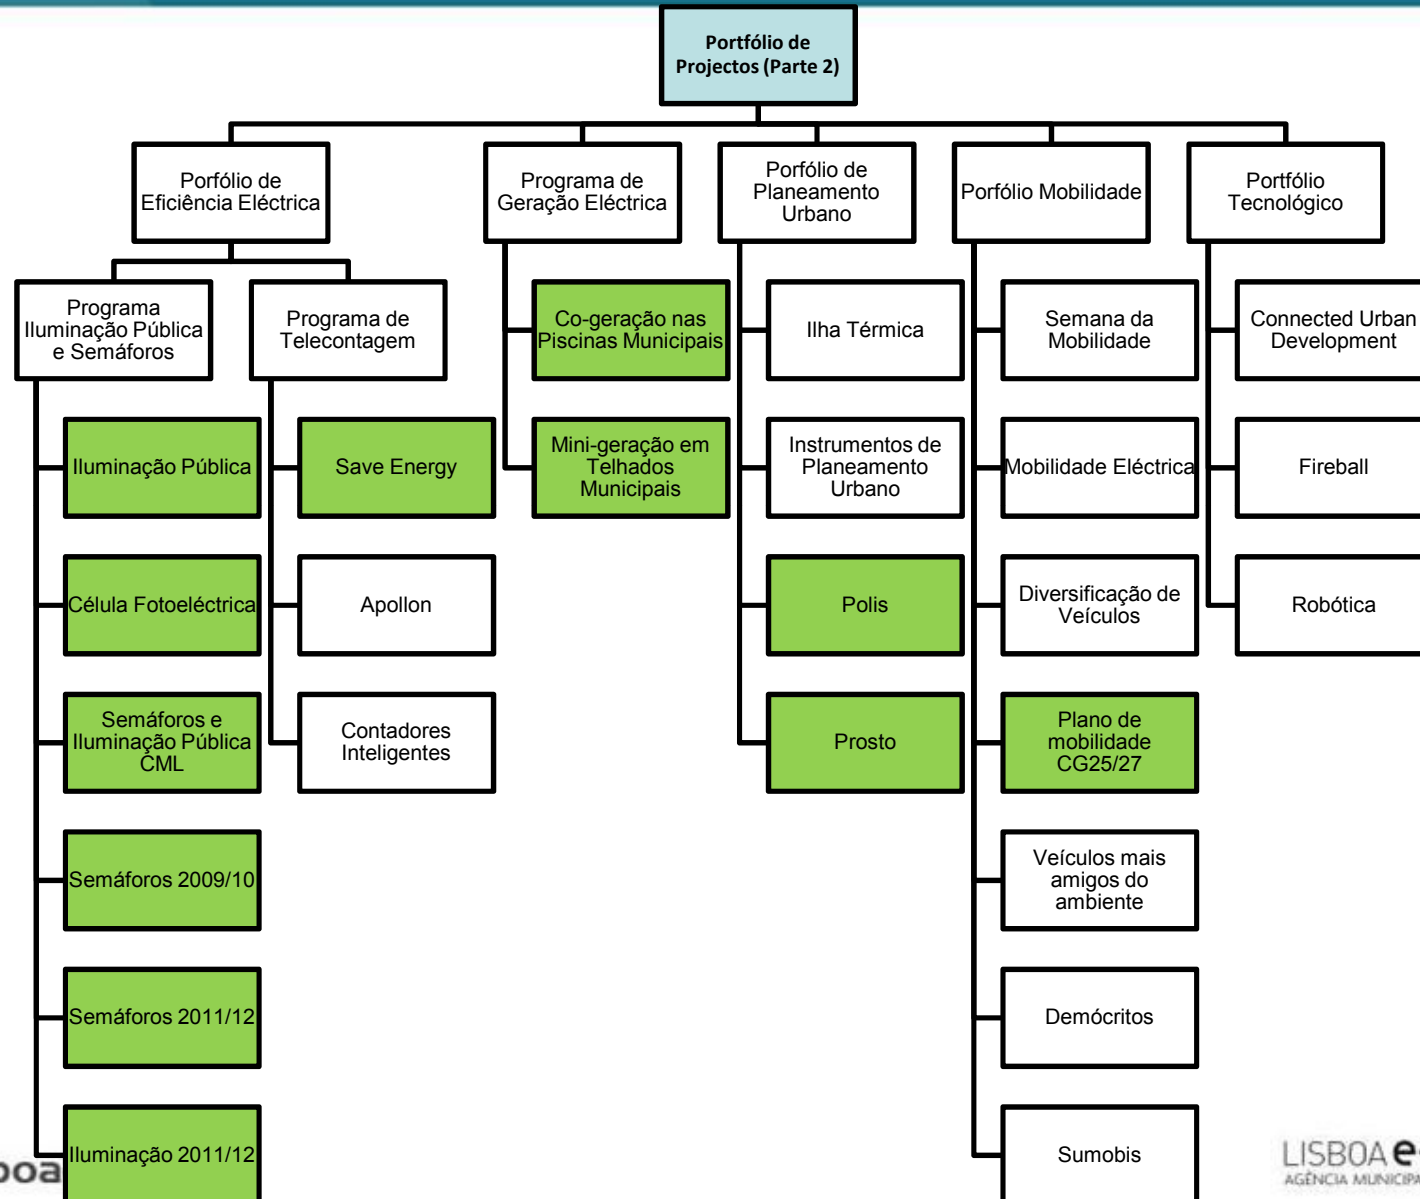 Portfólio de
Projectos (Parte 2)
Porfólio de
Eficiência Eléctrica
Programa de
Geração Eléctrica
Porfólio de
Planeamento
Urbano
Porfólio Mobilidade
Portfólio
Tecnológico
Programa
Iluminação Pública
e Semáforos
Programa de
Telecontagem
Co-geração nas
Piscinas Municipais
Ilha Térmica
Semana da
Mobilidade
Connected Urban
Development
Iluminação Pública
Save Energy
Mini-geração em
Telhados
Municipais
Instrumentos de
Planeamento
Urbano
Mobilidade Eléctrica
Fireball
Célula Fotoeléctrica
Apollon
Polis
Diversificação de
Veículos
Robótica
Semáforos e
Iluminação Pública
CML
Contadores
Inteligentes
Prosto
Plano de
mobilidade
CG25/27
Semáforos 2009/10
Veículos mais
amigos do
ambiente
Semáforos 2011/12
Demócritos
Iluminação 2011/12
Sumobis
boa
LISBOA e-
AGÊNCIA MUNICIPA